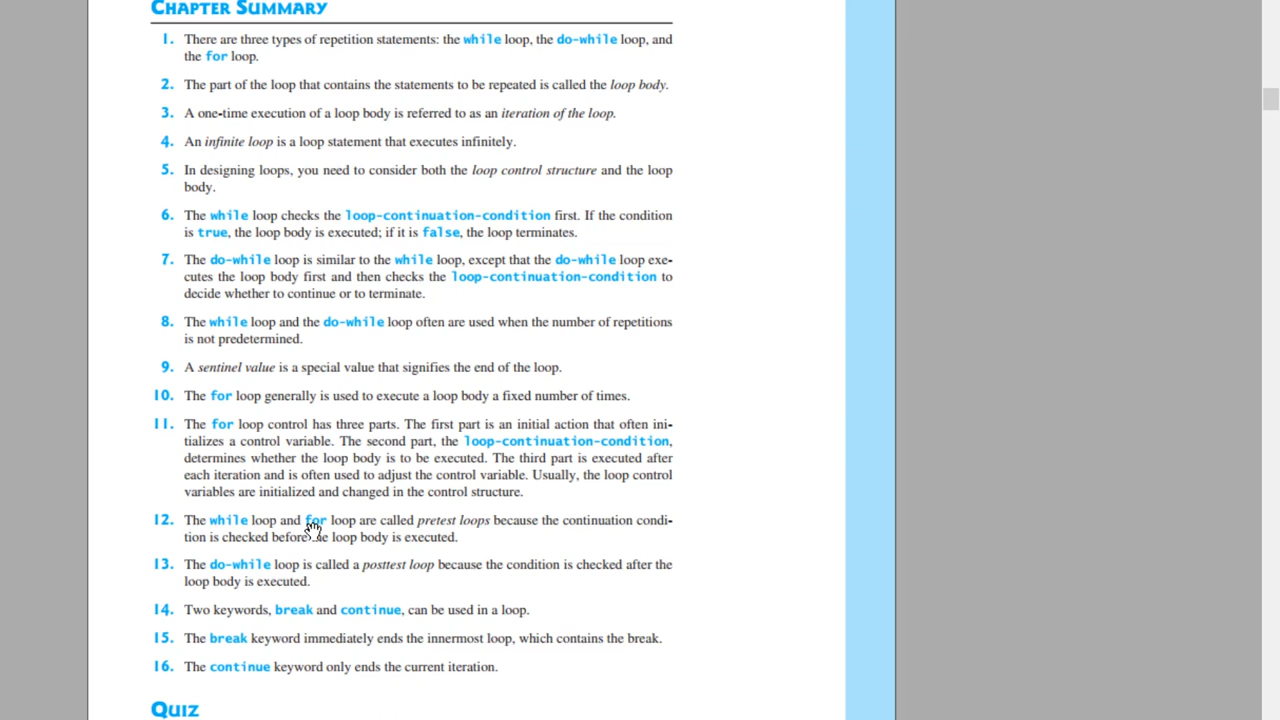 CHAPTER SUMMARY
1. There are three types of repetition statements: the while loop, the do-while loop, and
the for loop.
2. The part of the loop that contains the statements to be repeated is called the loop body.
3. A one-time execution of a loop body is referred to as an iteration of the loop.
4. An infinite loop is a loop statement that executes infinitely.
5. In designing loops, you need to consider both the loop control structure and the loop
body.
6. The while loop checks the loop-continuation-condition first. If the condition
is true, the loop body is executed; if it is false, the loop terminates.
7. The do-while loop is similar to the while loop, except that the do-while loop exe-
cutes the loop body first and then checks the loop-continuation-condition to
decide whether to continue or to terminate.
8. The while loop and the do-while loop often are used when the number of repetitions
is not predetermined.
9. A sentinel value is a special value that signifies the end of the loop.
10. The for loop generally is used to execute a loop body a fixed number of times.
11. The for loop control has three parts. The first part is an initial action that often ini-
tializes a control variable. The second part, the loop-continuation-condition,
determines whether the loop body is to be executed. The third part is executed after
each iteration and is often used to adjust the control variable. Usually, the loop control
variables are initialized and changed in the control structure.
12. The while loop and for loop are called pretest loops because the continuation condi-
tion is checked before the loop body is executed.
13. The do-while loop is called a posttest loop because the condition is checked after the
loop body is executed.
14. Two keywords, break and continue, can be used in a loop.
15. The break keyword immediately ends the innermost loop, which contains the break.
16. The continue keyword only ends the current iteration.
QUIZ